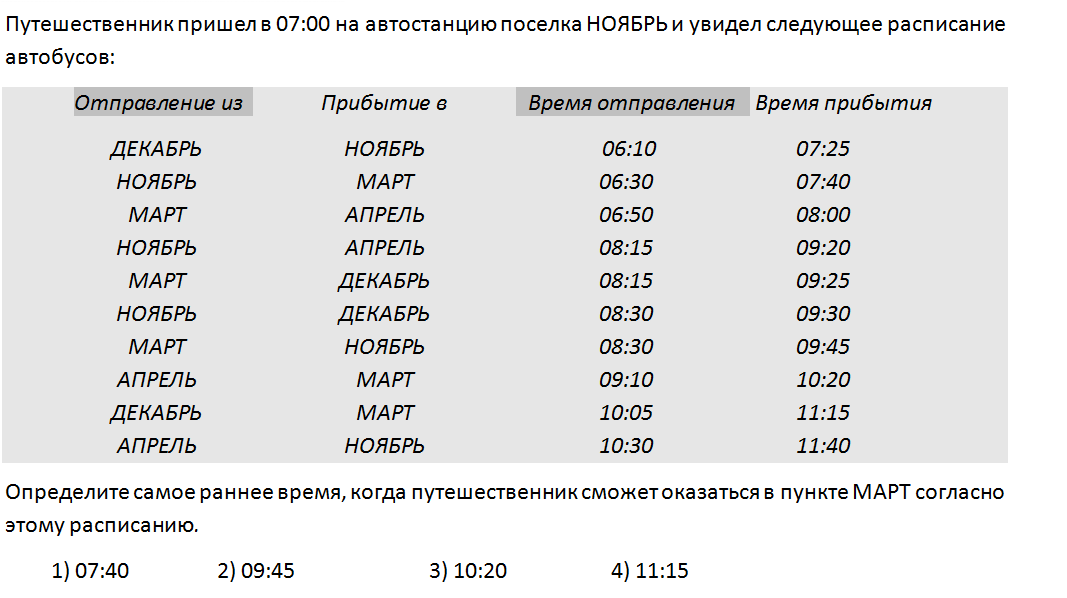 Путешественник пришел в 07:00 на автостанцию поселка НОЯБРЬ и увидел следующее расписание
автобусов:
Отправление из Прибытие в Время отправления Время прибытия
ДЕКАБРЬ НОЯБРЬ 06:10 07:25
НОЯБРЬ МАРТ 06:30 07:40
МАРТ АПРЕЛЬ 06:50 08:00
НОЯБРЬ АПРЕЛЬ 08:15 09:20
МАРТ ДЕКАБРЬ 08:15 09:25
НОЯБРЬ ДЕКАБРЬ 08:30 09:30
МАРТ НОЯБРЬ 08:30 09:45
АПРЕЛЬ МАРТ 09:10 10:20
ДЕКАБРЬ МАРТ 10:05 11:15
АПРЕЛЬ НОЯБРЬ 10:30 11:40
Определите самое раннее время, когда путешественник сможет оказаться в пункте МАРТ согласно
этому расписанию.
1) 07:40 2) 09:45 3) 10:20 4) 11:15